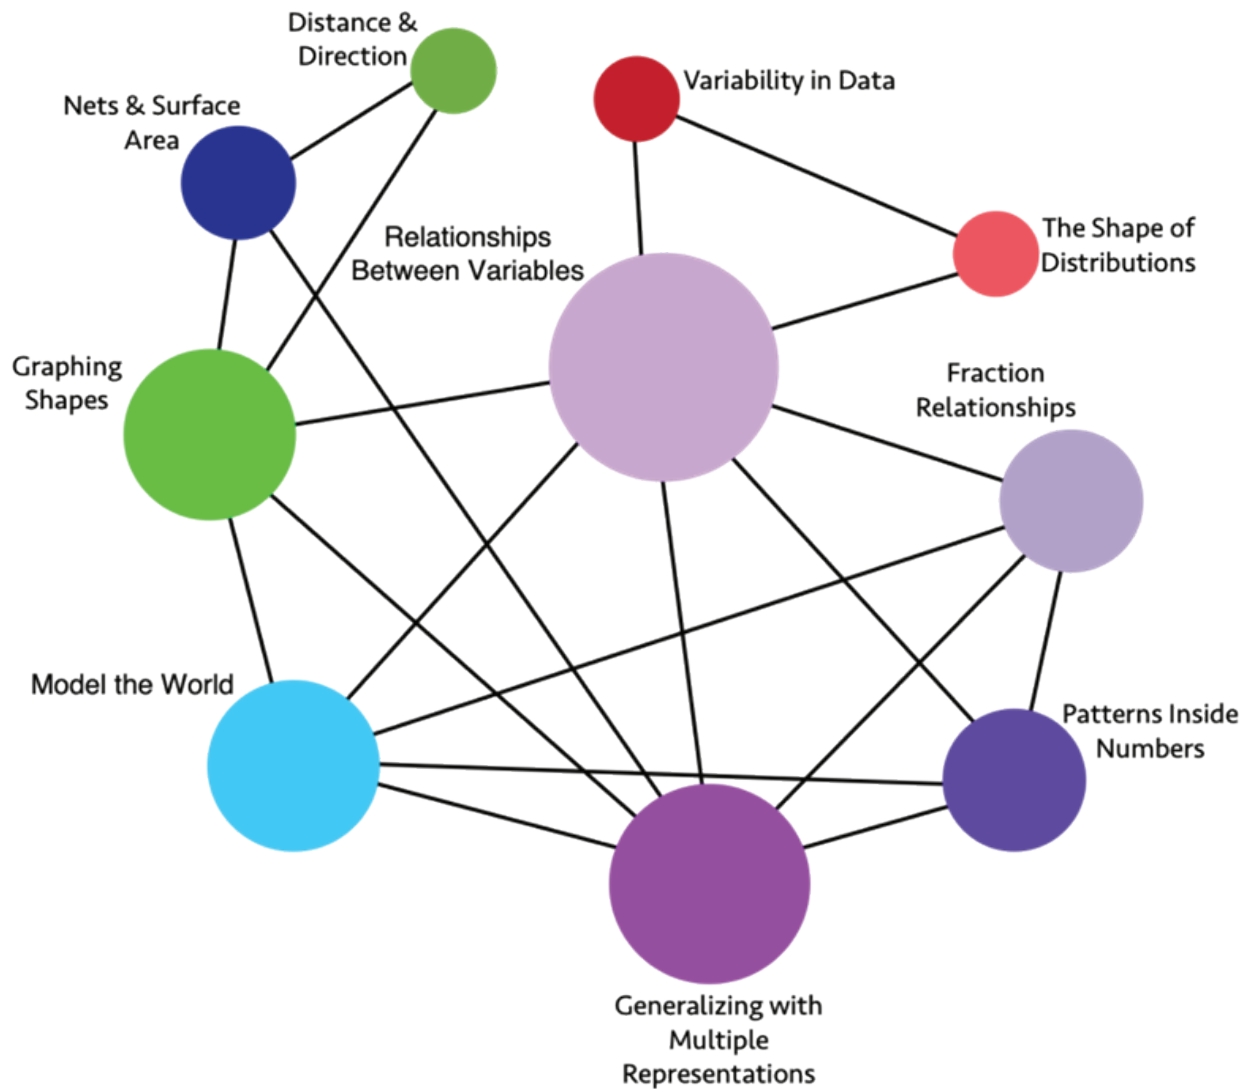 Distance &
Direction
Variability in Data
Nets & Surface
Area
Relationships
Between Variables
The Shape of
Distributions
Graphing
Shapes
Fraction
Relationships
Model the World
Patterns Inside
Numbers
Generalizing with
Multiple
Representations